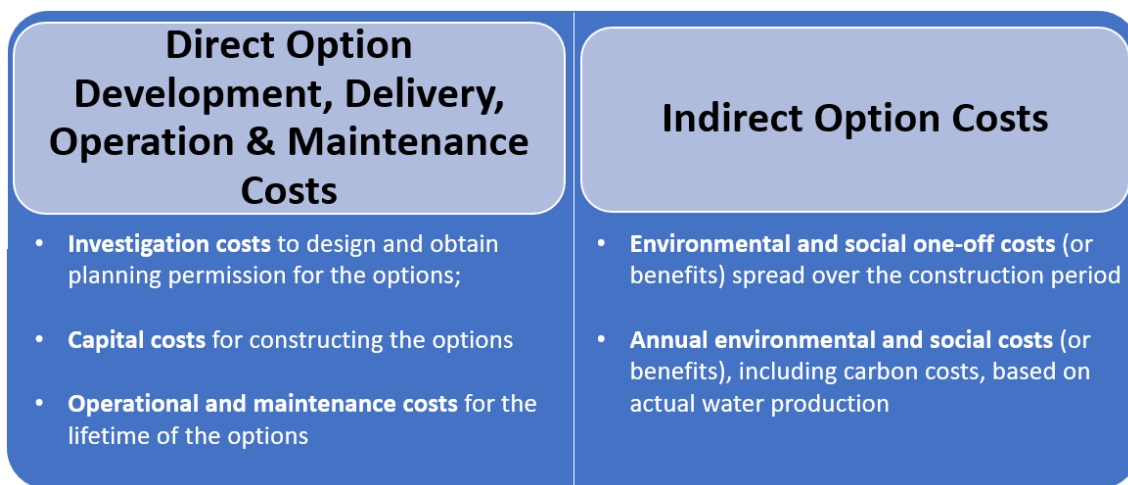 Direct Option
Development, Delivery,
Operation & Maintenance
Costs
• Investigation costs to design and obtain
planning permission for the options;
• Capital costs for constructing the options
• Operational and maintenance costs for the
lifetime of the options
Indirect Option Costs
• Environmental and social one-off costs (or
benefits) spread over the construction period
• Annual environmental and social costs (or
benefits), including carbon costs, based on
actual water production